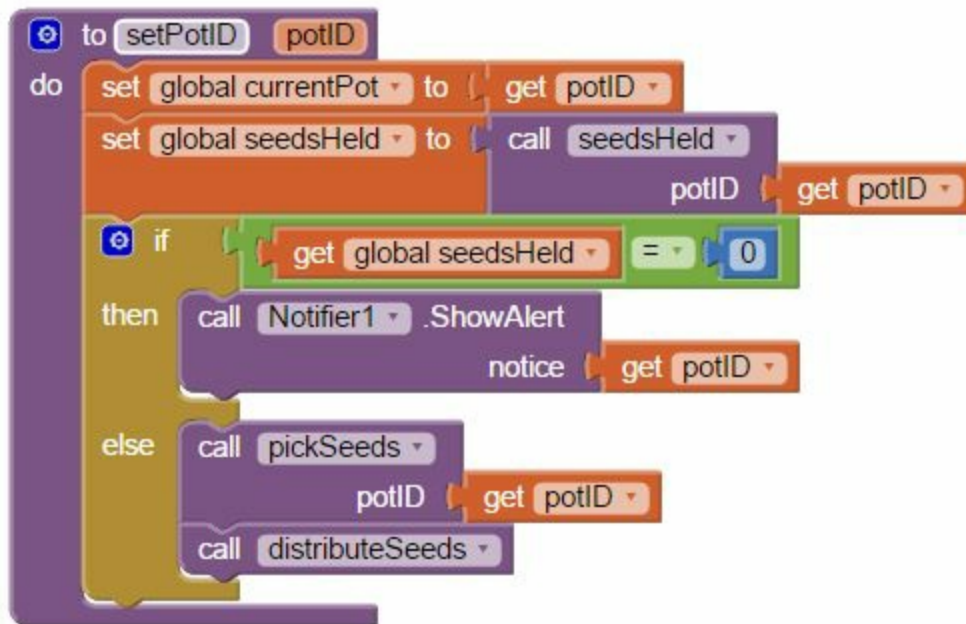 to setPotID potID
do set global currentPot to get potID
set global seedsHeld to call seedsHeld
potID get potID
if get global seedsHeld = 0
then call Notifier1 .ShowAlert
notice get potID
else call pickSeeds
potID get potID
call distributeSeeds